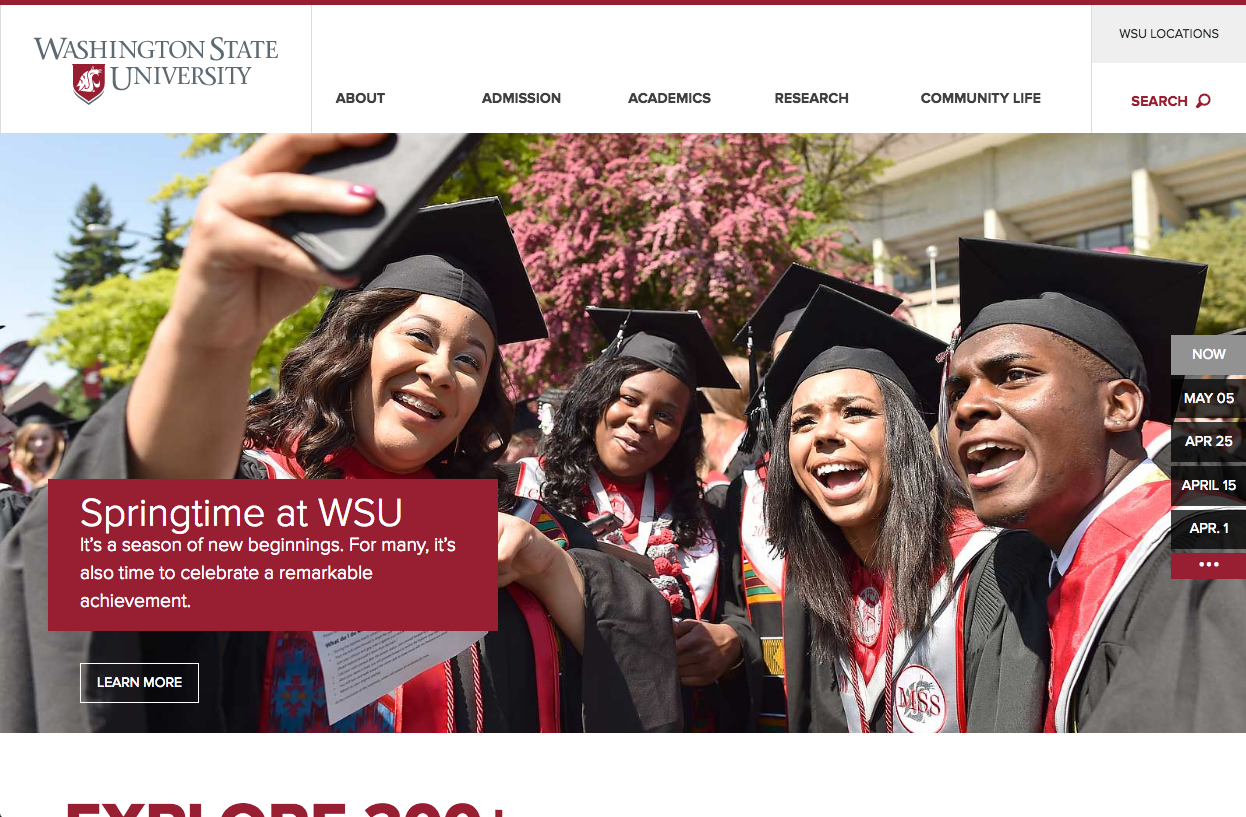 WASHINGTON STATE
UNIVERSITY
ABOUT
ADMISSION
ACADEMICS
RESEARCH
COMMUNITY LIFE
WSU LOCATIONS
SEARCH
NOW
MAY 05
APR 25
APRIL 15
APR. 1
Springtime at WSU
It’s a season of new beginnings. For many, it’s
also time to celebrate a remarkable
achievement.
LEARN MORE
MSS